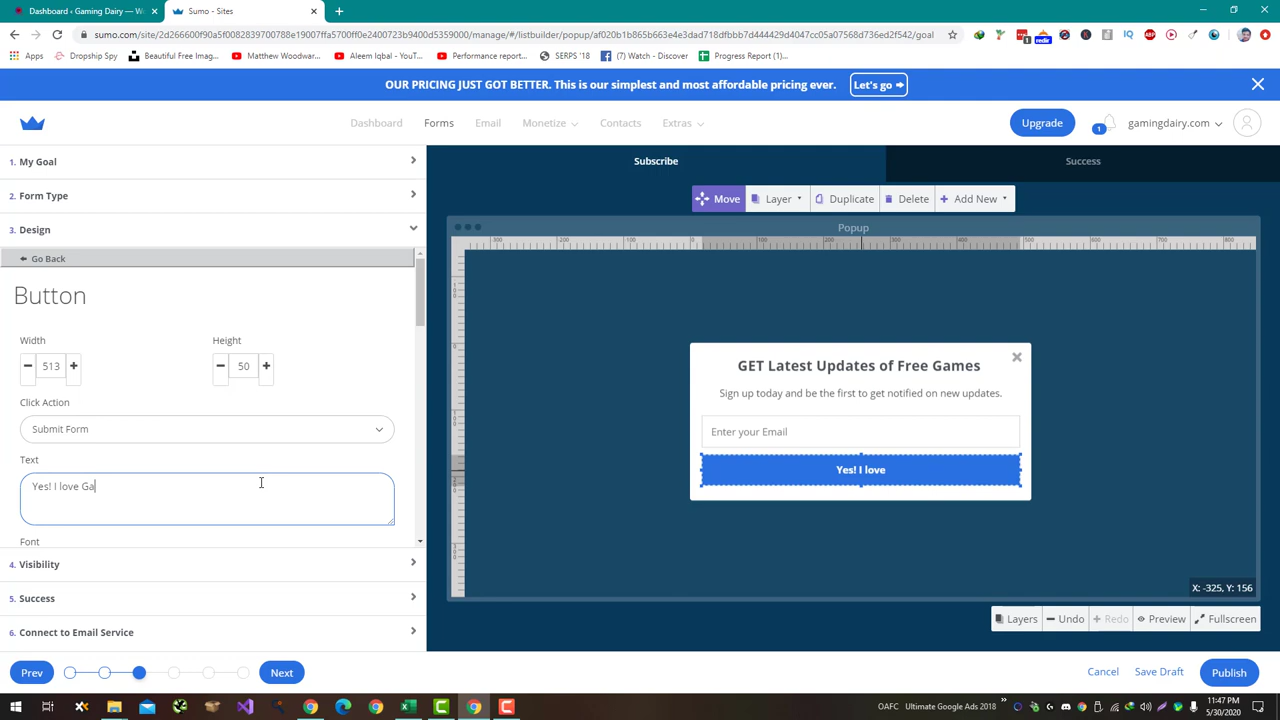 Dashboard ‹ Gaming Dairy — W
Sumo - Sites
sumo.com/site/2d266600f90a5f0082839700788e19007ffa5700500ff0e2400723b9400d5359000/manage/#/listbuilder/popup/af020b1b865b663e4e3dad718dfbbb7d444429d4047cc05a07568d736ed2f542/goal
Apps
Dropship Spy
Beautiful Free Imag...
Matthew Woodwar...
Aleem Iqbal - YouT...
Performance report...
SERPS '18
(7) Watch - Discover
Progress Report (1)...
OUR PRICING JUST GOT BETTER. This is our simplest and most affordable pricing ever.
Let's go
Dashboard
Forms
Email
Monetize
Contacts
Extras
Upgrade
1
gamingdairy.com
1. My Goal
2. Form Type
3. Design
Go Back
Button
Width
Height
513
50
Click Action
Submit Form
Text
Yes! I love Ga
Font
4. Visibility
5. Success
6. Connect to Email Service
Subscribe
Success
Move
Layer
Duplicate
Delete
Add New
Popup
GET Latest Updates of Free Games
Sign up today and be the first to get notified on new updates.
Enter your Email
Yes! I love
X: -325, Y: 156
Layers
Undo
Redo
Preview
Fullscreen
Prev
Next
Cancel
Save Draft
Publish
OAFC
Ultimate Google Ads 2018
11:47 PM
5/30/2020